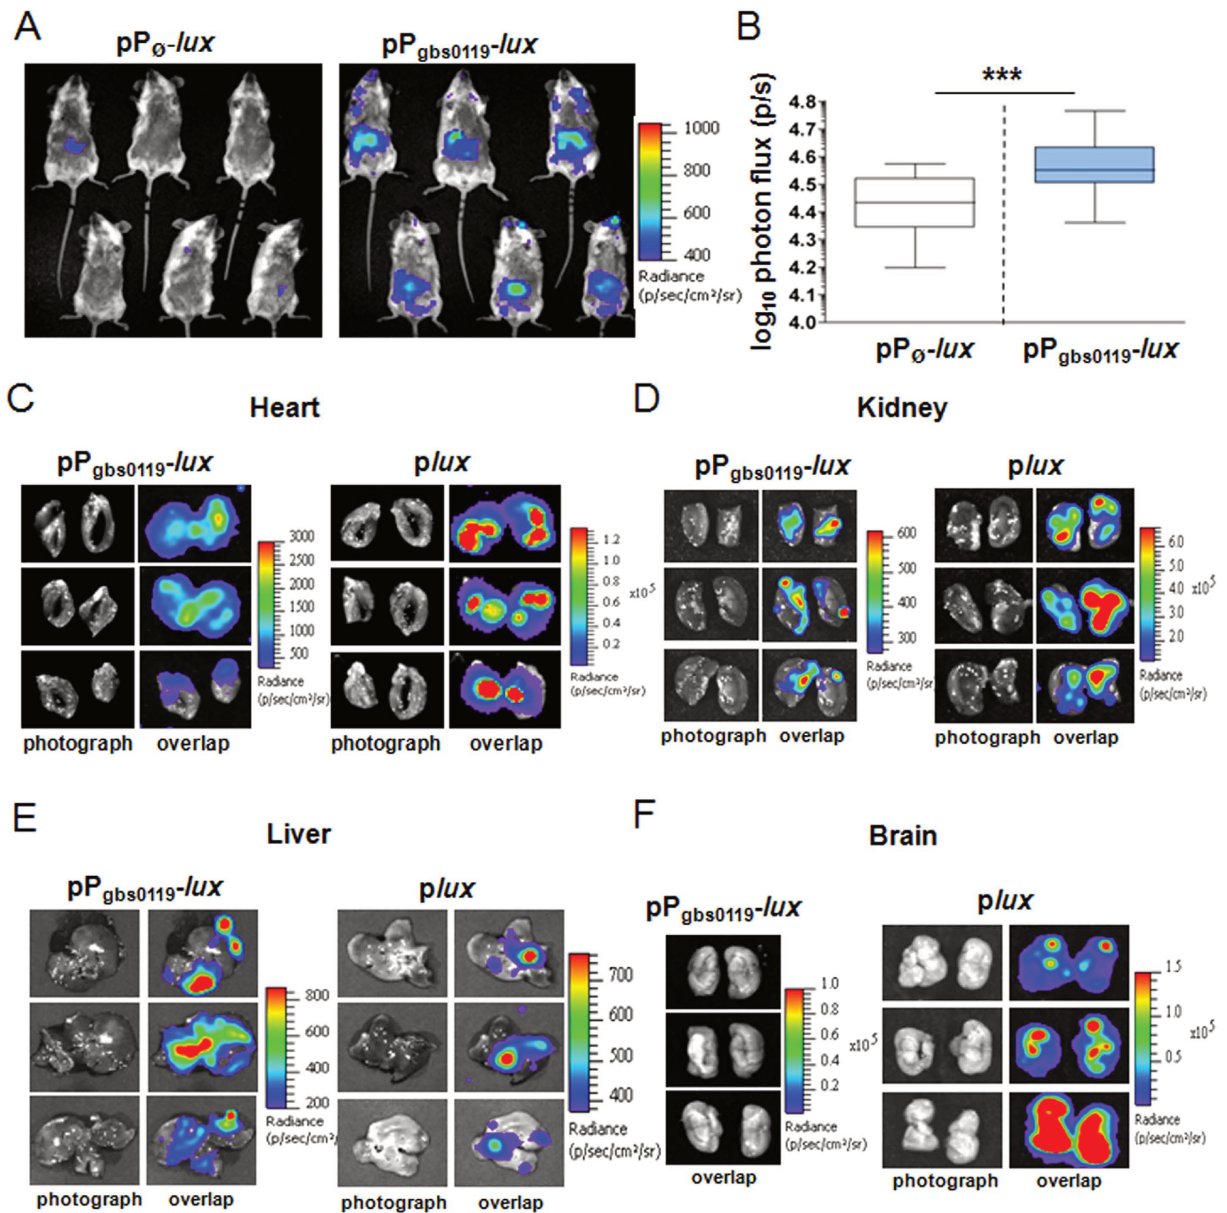 A
pPø-lux
pPgbs0119-lux
1000
800
600
400
Radiance
(p/sec/cm²/sr)
B
***
log10 photon flux (p/s)
4.8
4.7
4.6
4.5
4.4
4.3
4.2
4.1
4.0
pPø-lux
pPgbs0119-lux
C
Heart
pPgbs0119-lux
plux
3000
2500
2000
1500
1000
500
Radiance
(p/sec/cm²/sr)
1.2
1.0
0.8
0.6
0.4
0.2
x10⁵
Radiance
(p/sec/cm²/sr)
photograph
overlap
photograph
overlap
D
Kidney
pPgbs0119-lux
plux
600
500
400
300
Radiance
(p/sec/cm²/sr)
6.0
5.0
4.0
3.0
2.0
x10⁵
Radiance
(p/sec/cm²/sr)
photograph
overlap
photograph
overlap
E
Liver
pPgbs0119-lux
plux
800
600
400
200
Radiance
(p/sec/cm²/
700
600
500
400
Radiance
(p/sec/cm²/sr)
photograph
overlap
photograph
overlap
F
Brain
pPgbs0119-lux
plux
1.0
0.8
0.6
0.4
0.2
x10⁵
Radiance
(p/sec/cm²/sr)
1.5
1.0
0.5
x10⁵
Radiance
(p/sec/cm²/sr)
overlap
photograph
overlap